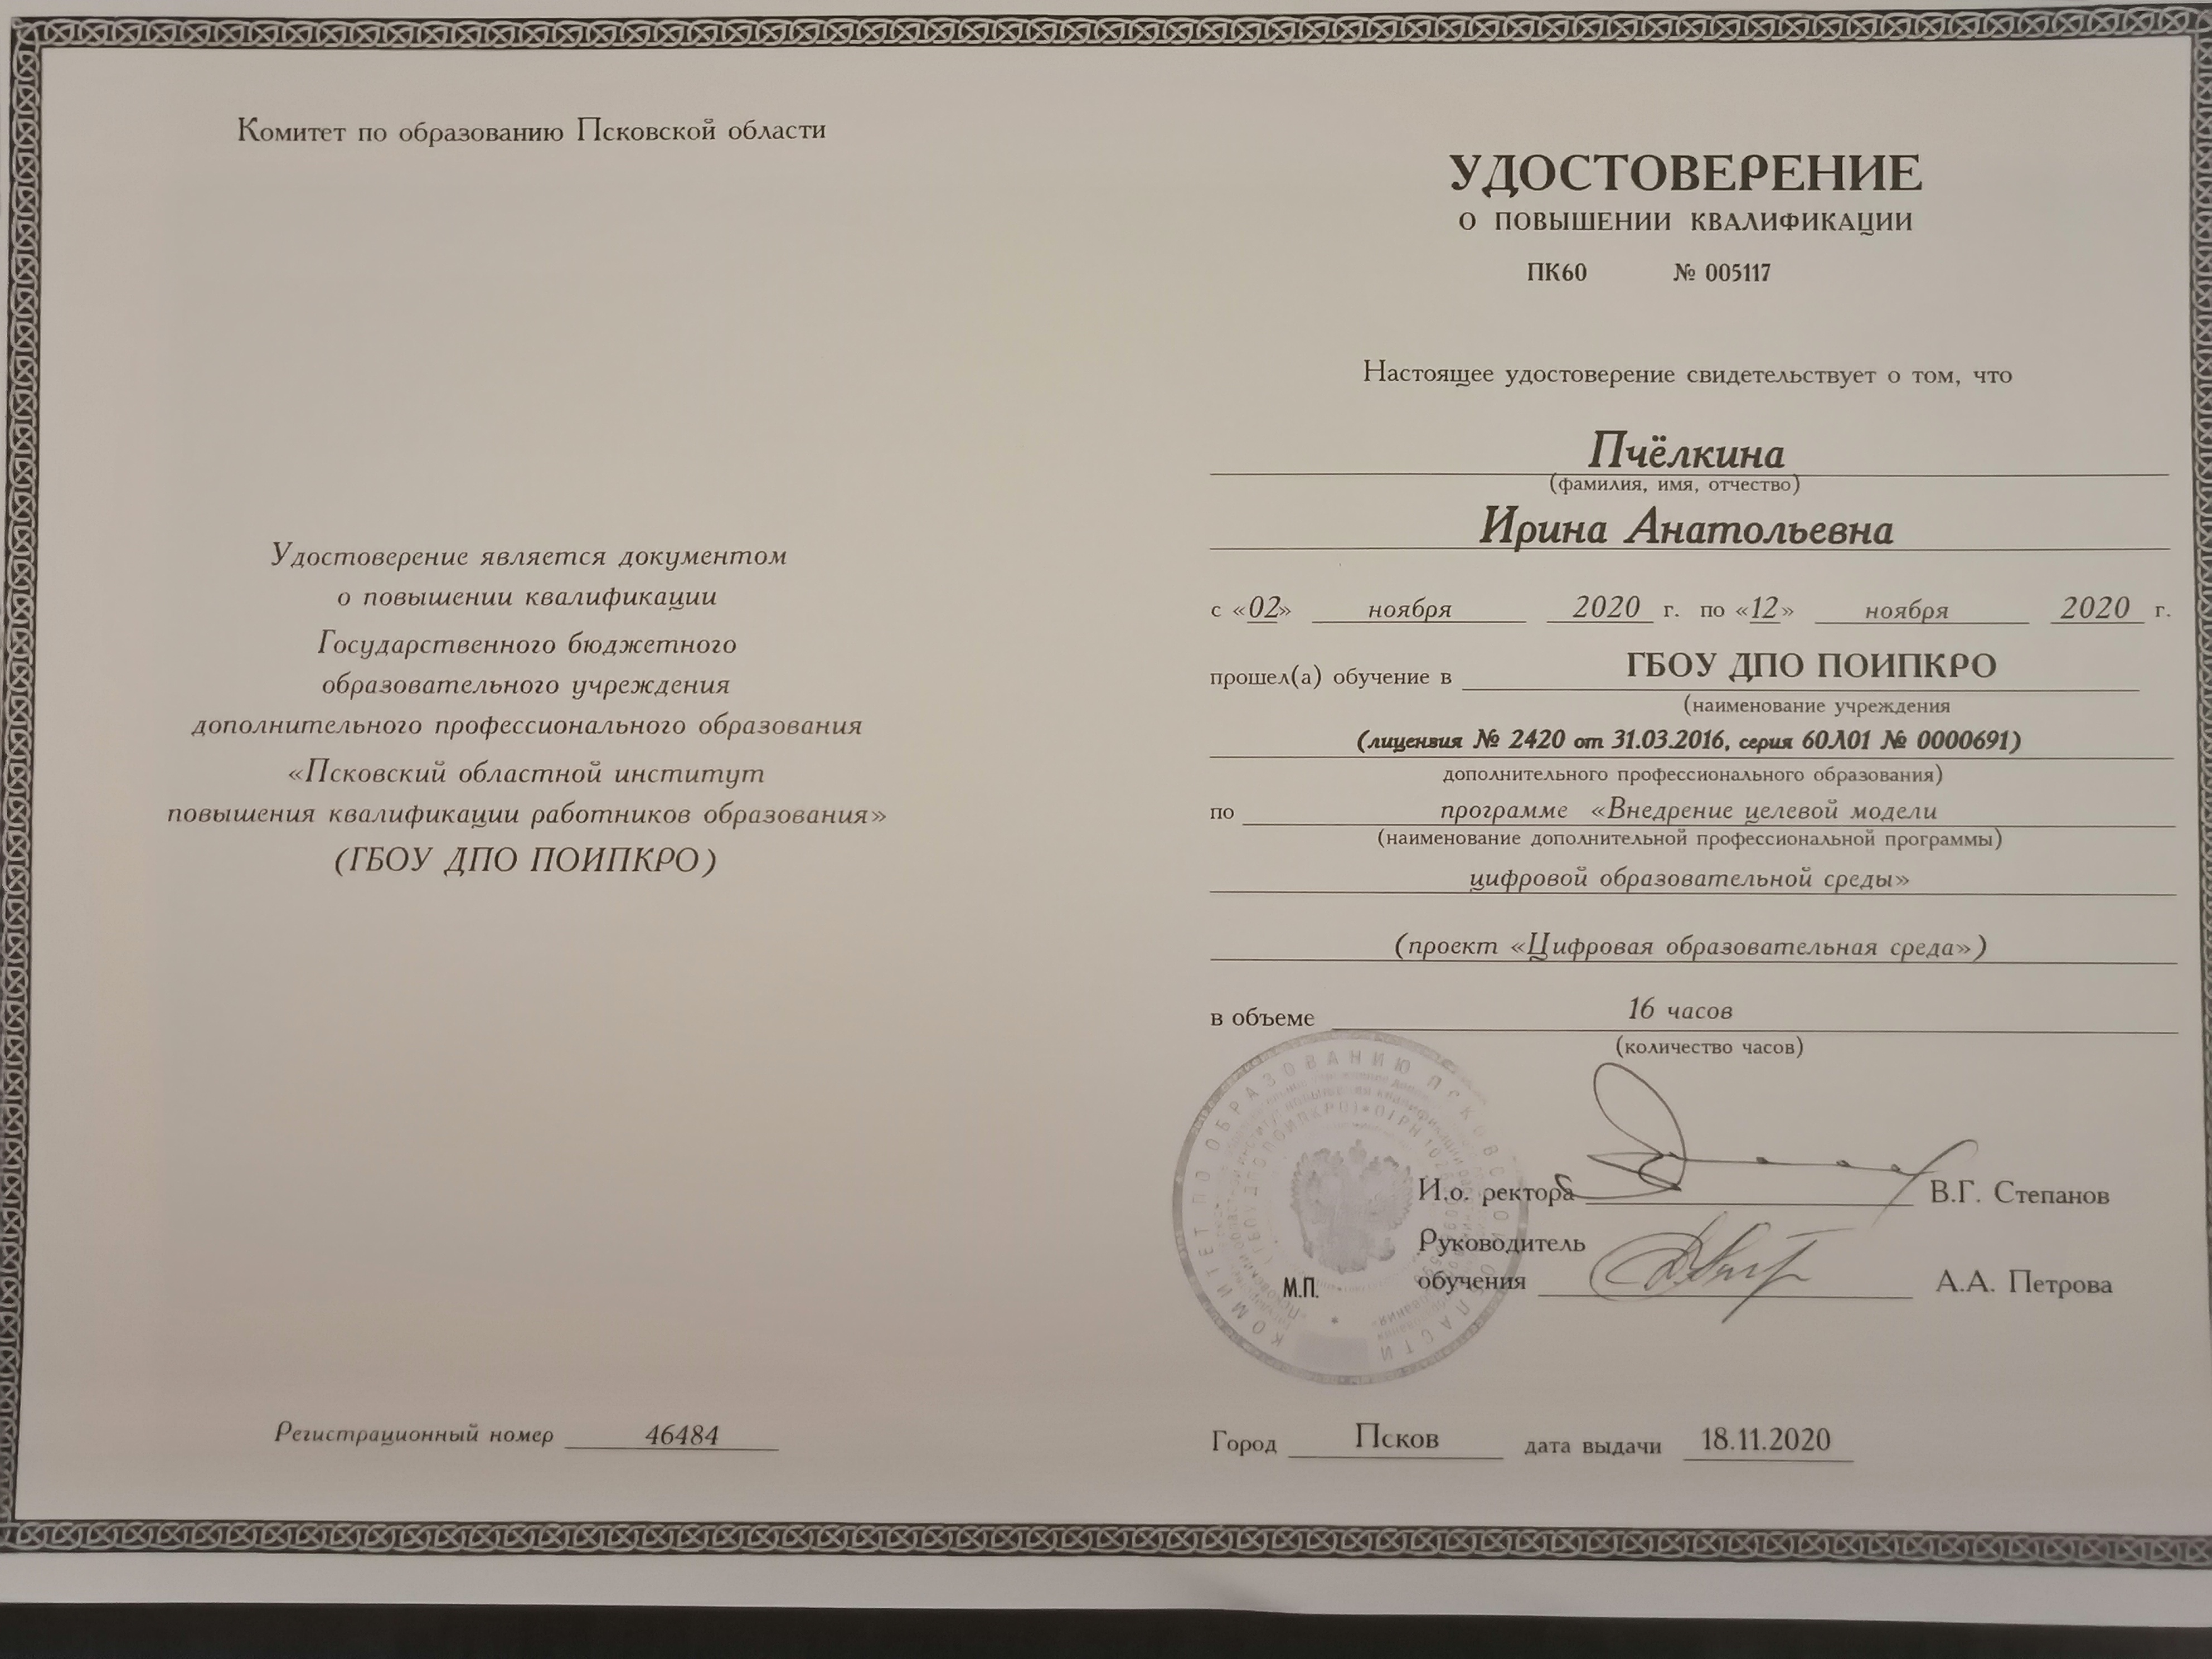 Комитет по образованию Псковской области
Удостоверение является документом
о повышении квалификации
Государственного бюджетного
образовательного учреждения
дополнительного профессионального образования
«Псковский областной институт
повышения квалификации работников образования»
(ГБОУ ДПО ПОИПКРО)
Регистрационный номер 46484
УДОСТОВЕРЕНИЕ
О ПОВЫШЕНИИ КВАЛИФИКАЦИИ
ПК60 № 005117
Настоящее удостоверение свидетельствует о том, что
Пчёлкина
(фамилия, имя, отчество)
Ирина Анатольевна
с «02» ноября 2020 г. по «12» ноября 2020 г.
прошел(а) обучение в ГБОУ ДПО ПОИПКРО
(наименование учреждения
(лицензия № 2420 от 31.03.2016, серия 60Л01 № 0000691)
дополнительного профессионального образования)
по программе «Внедрение целевой модели
(наименование дополнительной профессиональной программы)
цифровой образовательной среды»
(проект «Цифровая образовательная среда»)
в объеме 16 часов
(количество часов)
КОМИТЕТ ПО ОБРАЗОВАНИЮ ПСКОВСКОЙ ОБЛАСТИ
И.о. ректора В.Г. Степанов
Руководитель
обучения А.А. Петрова
М.П.
Город Псков дата выдачи 18.11.2020